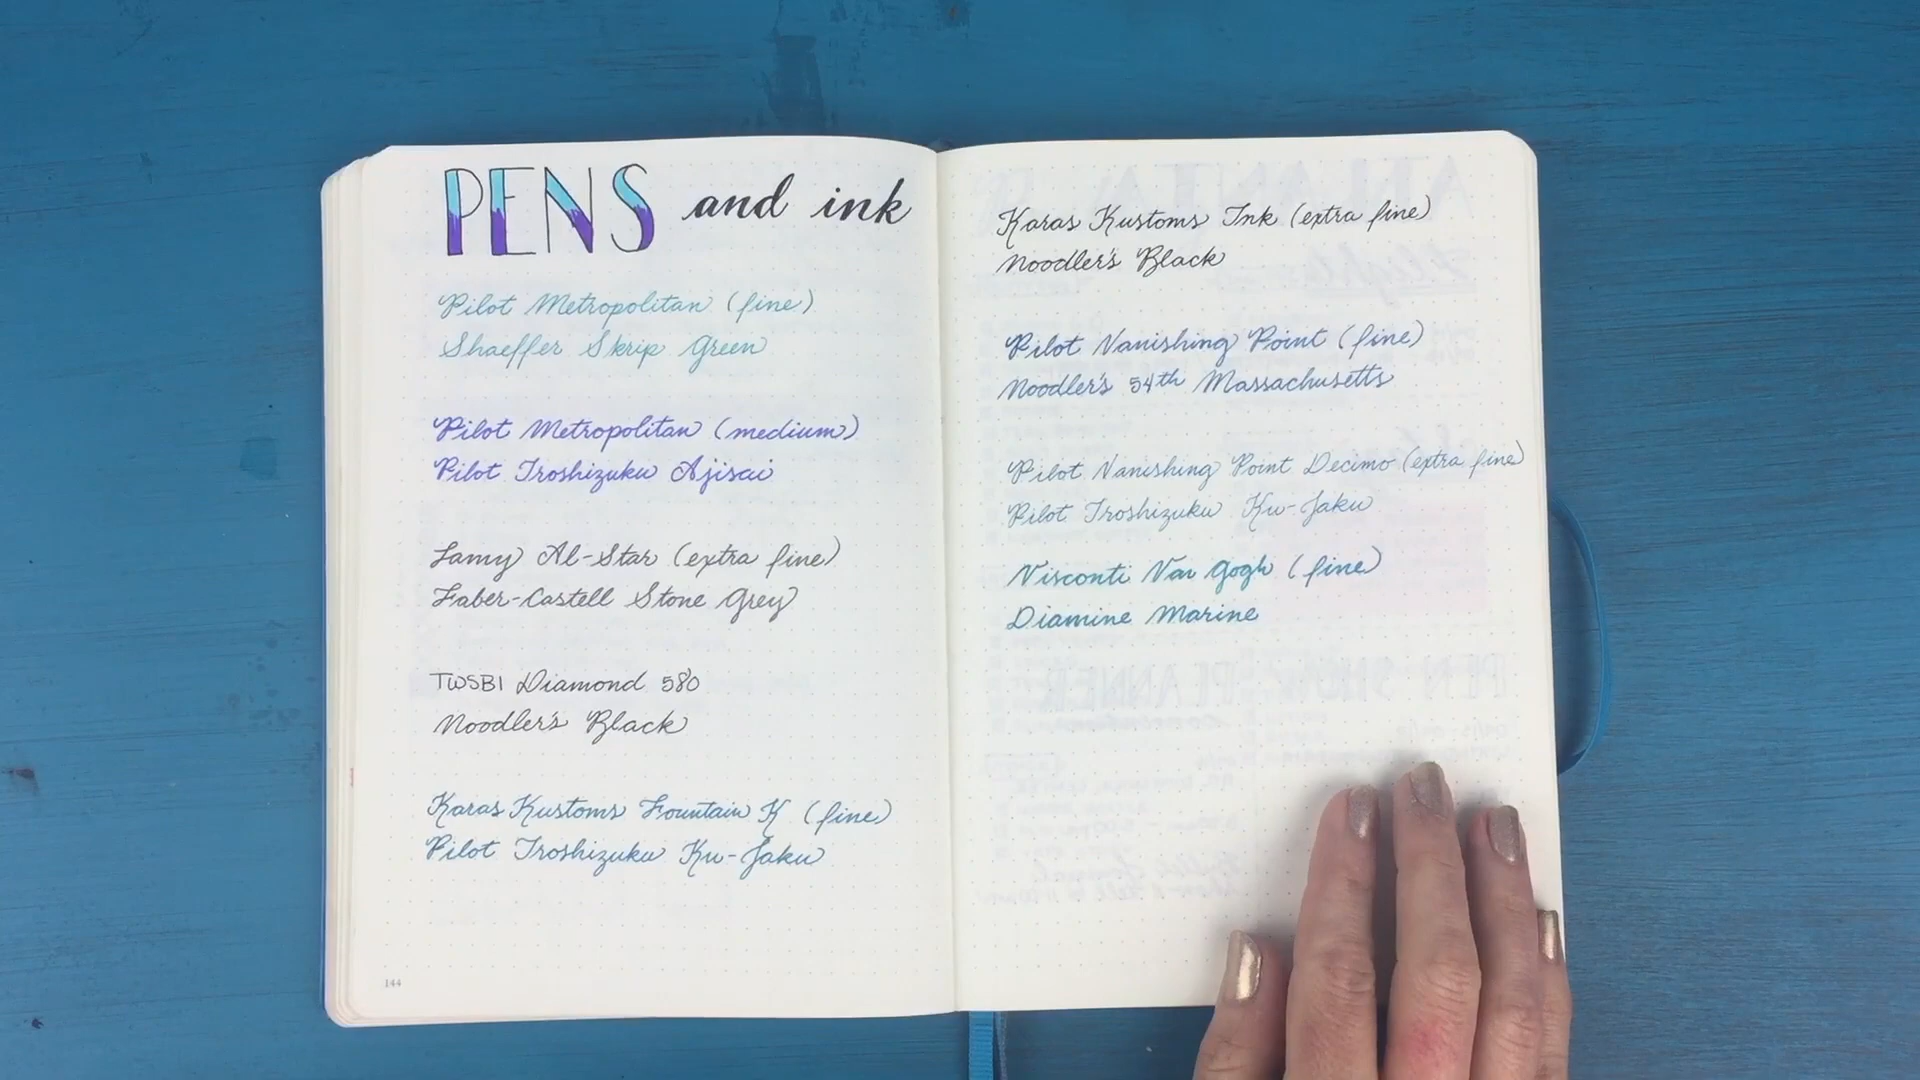 PENS and ink
Pilot Metropolitan (fine)
Shaeffer Skrip Green
Pilot Metropolitan (medium)
Pilot Iroshizuku Ajisai
Lamy Al-Star (extra fine)
Faber-Castell Stone Grey
TWSBI Diamond 580
Noodler's Black
Karas Kustoms Fountain K (fine)
Pilot Iroshizuku Ku-Jaku
144
Karas Kustoms Ink (extra fine)
Noodler's Black
Pilot Vanishing Point (fine)
Noodler's 54th Massachusetts
Pilot Vanishing Point Decimo (extra fine)
Pilot Iroshizuku Ku-Jaku
Visconti Van Gogh (fine)
Diamine Marine
PEN SHOW PLANNER